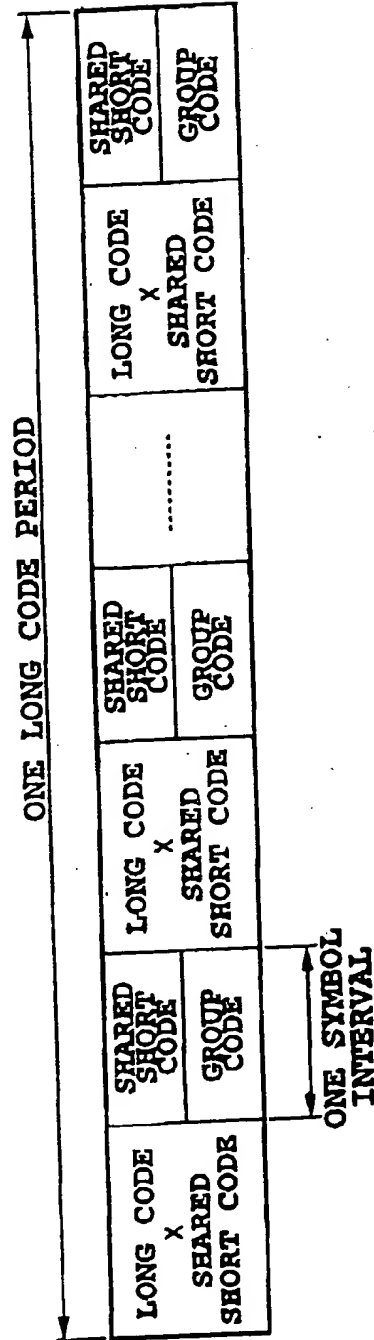 ONE LONG CODE PERIOD
LONG CODE
X
SHARED
SHORT CODE
SHARED
SHORT
CODE
GROUP
CODE
ONE SYMBOL
INTERVAL
LONG CODE
X
SHARED
SHORT CODE
SHARED
SHORT
CODE
GROUP
CODE
...........
LONG CODE
X
SHARED
SHORT CODE
SHARED
SHORT
CODE
GROUP
CODE